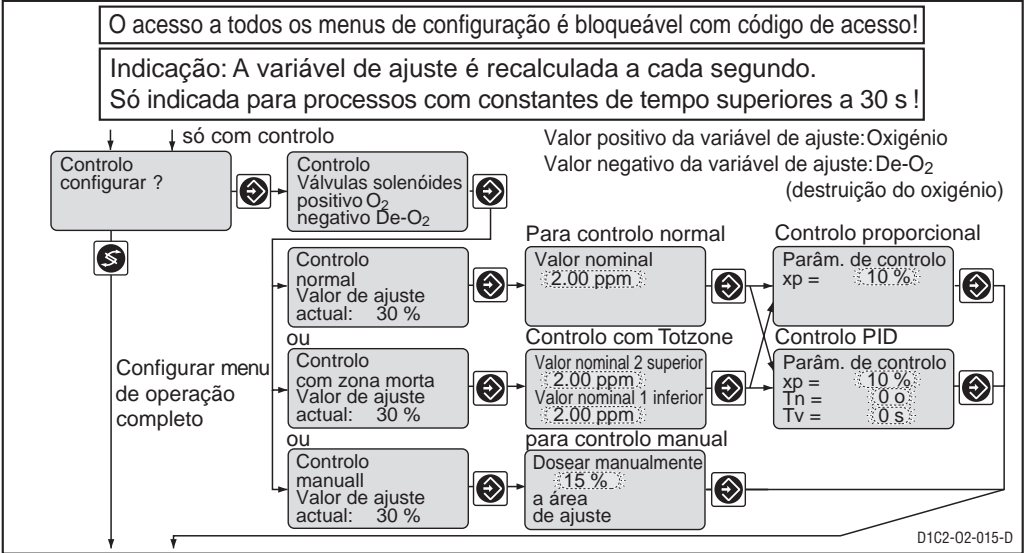 O acesso a todos os menus de configuração é bloqueável com código de acesso!
Indicação: A variável de ajuste é recalculada a cada segundo.
Só indicada para processos com constantes de tempo superiores a 30 s !
só com controlo
Valor positivo da variável de ajuste:Oxigénio
Valor negativo da variável de ajuste:De-O2
(destruição do oxigénio)
Controlo
configurar ?
Controlo
Válvulas solenóides
positivo O2
negativo De-O2
Configurar menu
de operação
completo
Controlo
normal
Valor de ajuste
actual: 30 %
Para controlo normal
Valor nominal
2.00 ppm
Controlo proporcional
Parâm. de controlo
xp = 10 %
ou
Controlo
com zona morta
Valor de ajuste
actual: 30 %
Controlo com Totzone
Valor nominal 2 superior
2.00 ppm
Valor nominal 1 inferior
2.00 ppm
Controlo PID
Parâm. de controlo
xp = 10 %
Tn = 0 o
Tv = 0 s
ou
Controlo
manuall
Valor de ajuste
actual: 30 %
para controlo manual
Dosear manualmente
15 %
a área
de ajuste
D1C2-O2-015-D